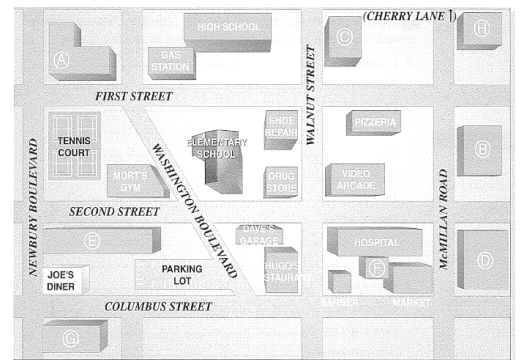 (CHERRY LANE ↑)
HIGH SCHOOL
H
C
A
GAS
STATION
WALNUT STREET
FIRST STREET
SHOE
REPAIR
PIZZERIA
TENNIS
COURT
ELEMENTARY
SCHOOL
B
NEWBURY BOULEVARD
WASHINGTON BOULEVARD
MORT'S
GYM
DRUG
STORE
VIDEO
ARCADE
McMILLAN ROAD
SECOND STREET
DAVE'S
GARAGE
E
HOSPITAL
D
JOE'S
DINER
PARKING
LOT
HUGO'S
STAURANT
F
BARBER
MARKET
COLUMBUS STREET
G